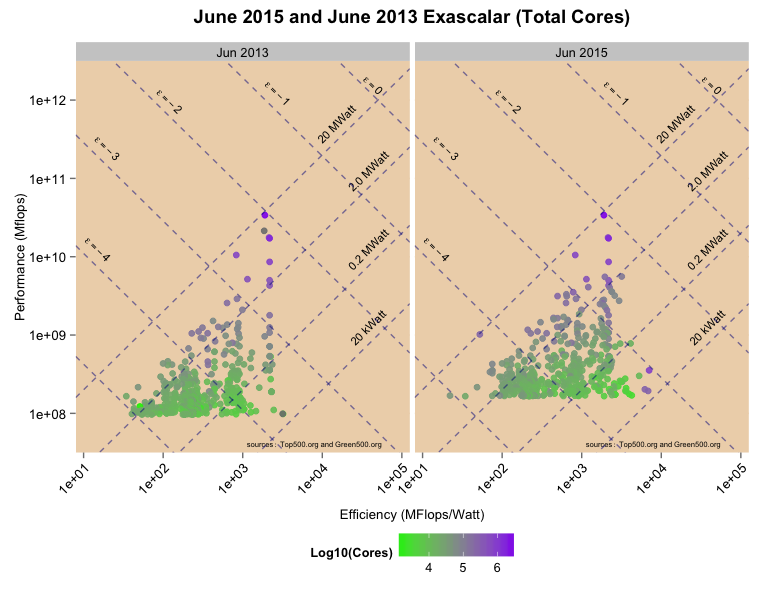 June 2015 and June 2013 Exascalar (Total Cores)
Jun 2013
Jun 2015
Performance (Mflops)
1e+12
1e+11
1e+10
1e+09
1e+08
ε = −4
ε = −3
ε = −2
ε = −1
ε = 0
20 MWatt
2.0 MWatt
0.2 MWatt
20 kWatt
sources: Top500.org and Green500.org
ε = −4
ε = −3
ε = −2
ε = −1
ε = 0
20 MWatt
2.0 MWatt
0.2 MWatt
20 kWatt
sources: Top500.org and Green500.org
1e+01
1e+02
1e+03
1e+04
1e+05
1e+01
1e+02
1e+03
1e+04
1e+05
Efficiency (MFlops/Watt)
Log10(Cores)
4
5
6